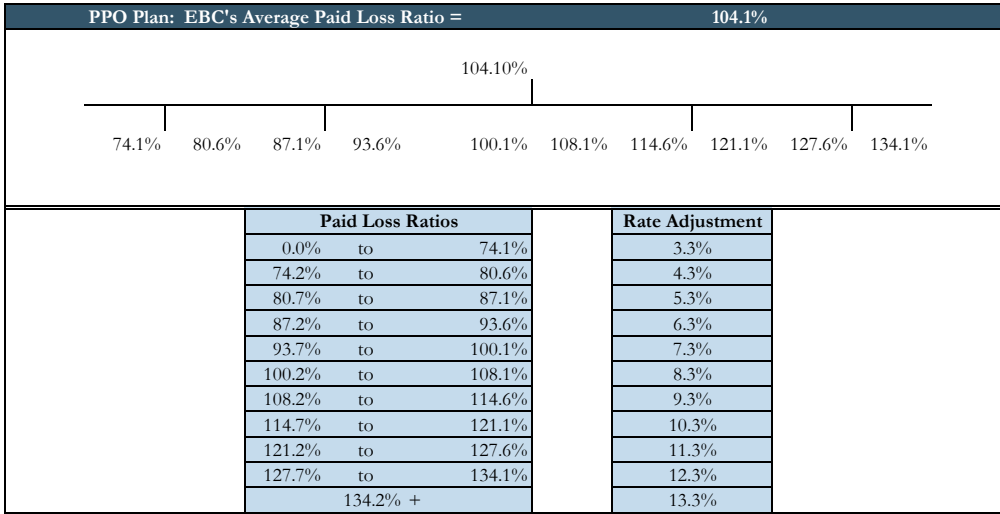 PPO Plan: EBC's Average Paid Loss Ratio = 104.1%
104.10%
74.1% 80.6% 87.1% 93.6% 100.1% 108.1% 114.6% 121.1% 127.6% 134.1%
Paid Loss Ratios Rate Adjustment
0.0% to 74.1% 3.3%
74.2% to 80.6% 4.3%
80.7% to 87.1% 5.3%
87.2% to 93.6% 6.3%
93.7% to 100.1% 7.3%
100.2% to 108.1% 8.3%
108.2% to 114.6% 9.3%
114.7% to 121.1% 10.3%
121.2% to 127.6% 11.3%
127.7% to 134.1% 12.3%
134.2% + 13.3%